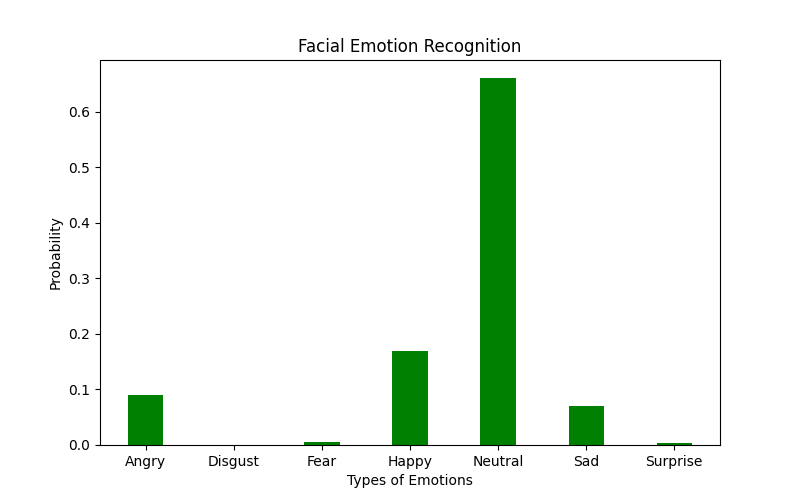 Facial Emotion Recognition
Probability
0.6
0.5
0.4
0.3
0.2
0.1
0.0
Angry Disgust Fear Happy Neutral Sad Surprise
Types of Emotions